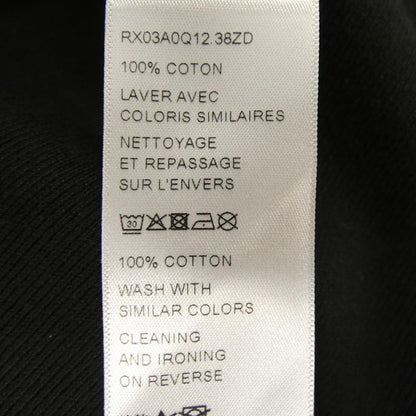 RX03A0Q12.38ZD
100% COTON
LAVER AVEC
COLORIS SIMILAIRES
NETTOYAGE
ET REPASSAGE
SUR L'ENVERS
30
100% COTTON
WASH WITH
SIMILAR COLORS
CLEANING
AND IRONING
ON REVERSE